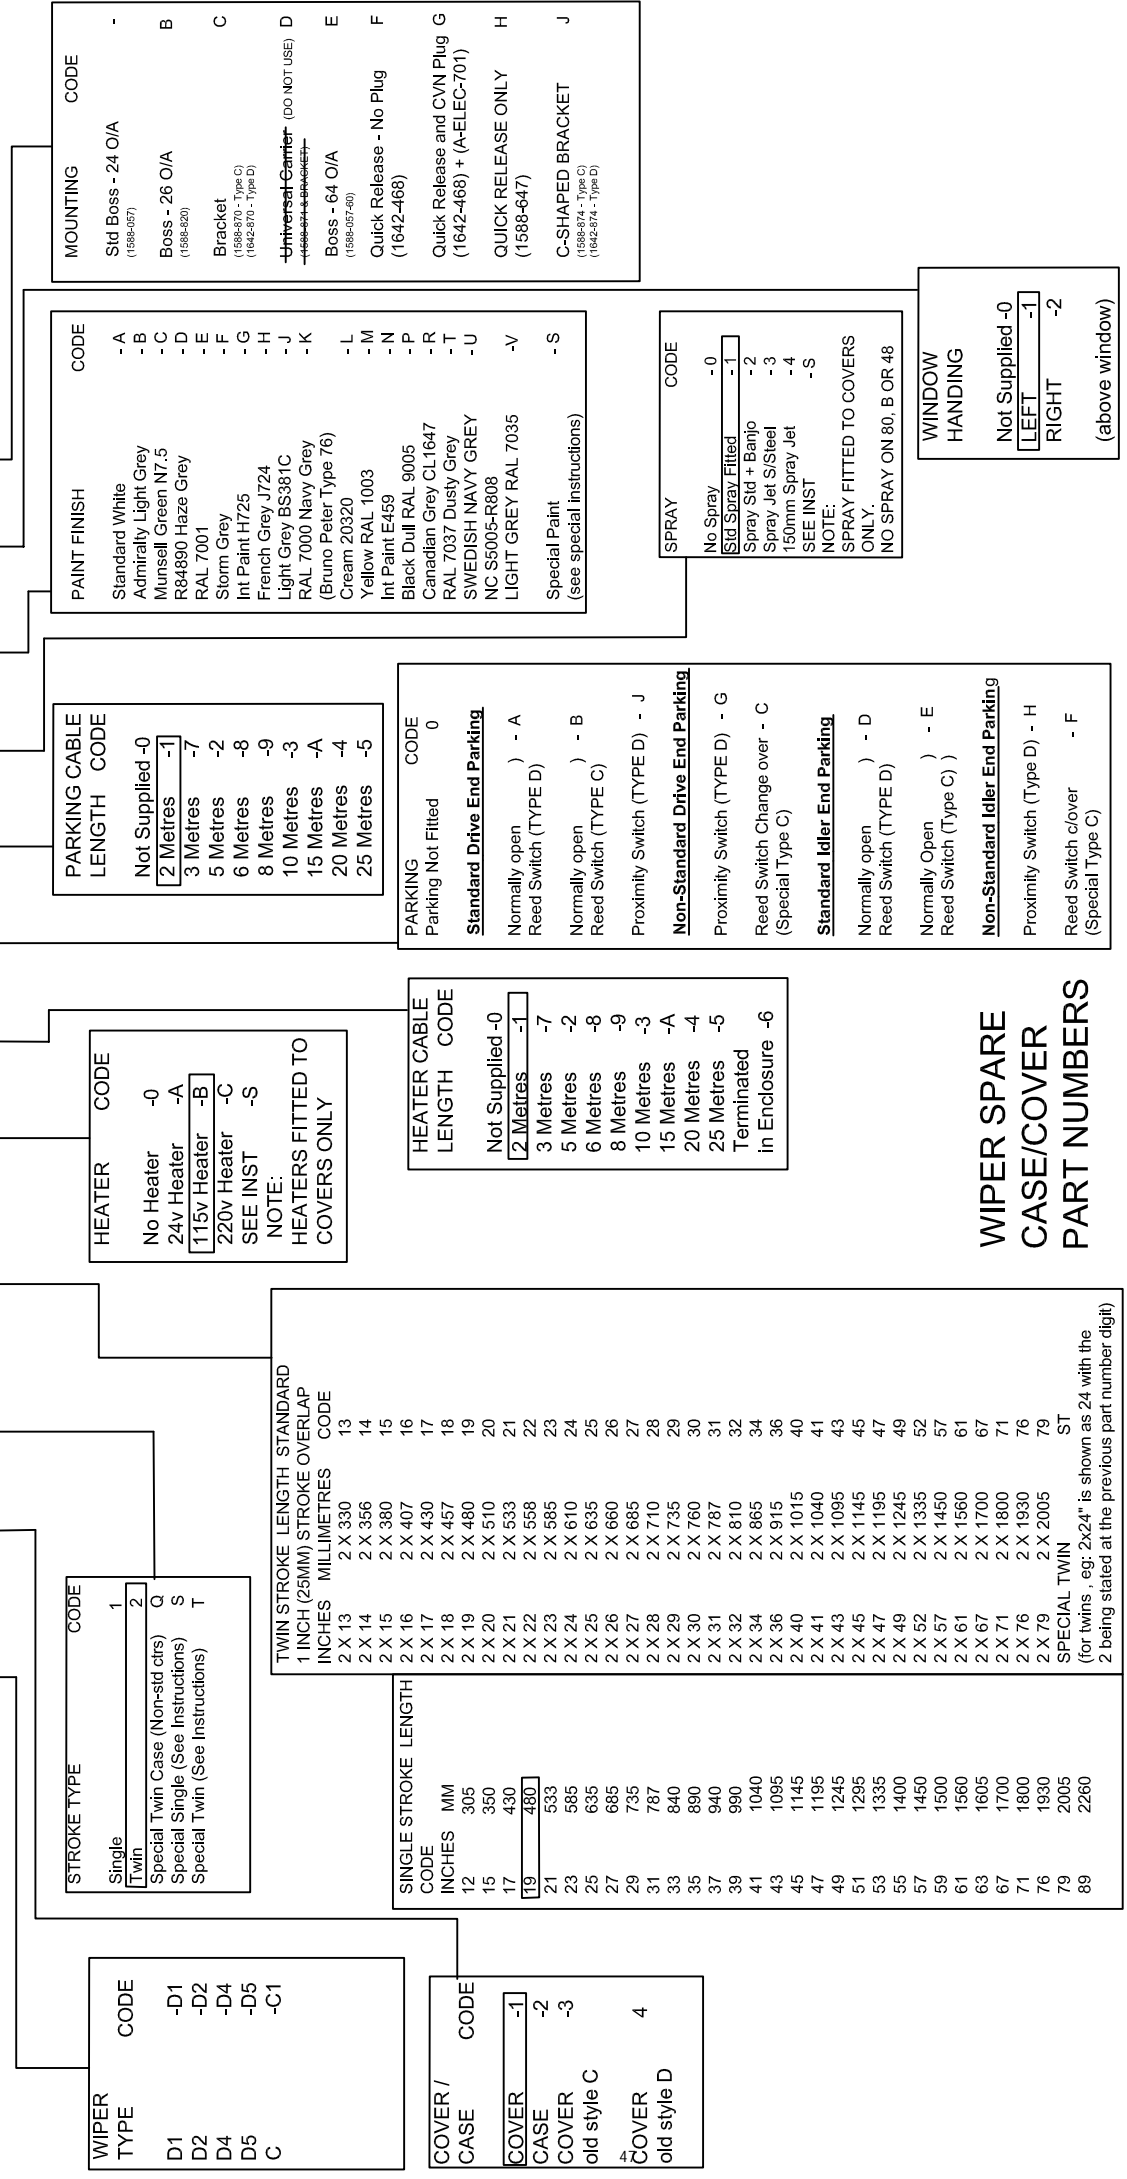 WIPER
TYPE CODE
D1 -D1
D2 -D2
D4 -D4
D5 -D5
C -C1
COVER /
CASE CODE
COVER -1
CASE -2
COVER -3
old style C
COVER 4
old style D
47
STROKE TYPE CODE
Single 1
Twin 2
Special Twin Case (Non-std ctrs) Q
Special Single (See Instructions) S
Special Twin (See Instructions) T
SINGLE STROKE LENGTH
CODE
INCHES MM
12 305
15 350
17 430
19 480
21 533
23 585
25 635
27 685
29 735
31 787
33 840
35 890
37 940
39 990
41 1040
43 1095
45 1145
47 1195
49 1245
51 1295
53 1335
55 1400
57 1450
59 1500
61 1560
63 1605
67 1700
71 1800
76 1930
79 2005
89 2260
TWIN STROKE LENGTH STANDARD
1 INCH (25MM) STROKE OVERLAP
INCHES MILLIMETRES CODE
2 X 13 2 X 330 13
2 X 14 2 X 356 14
2 X 15 2 X 380 15
2 X 16 2 X 407 16
2 X 17 2 X 430 17
2 X 18 2 X 457 18
2 X 19 2 X 480 19
2 X 20 2 X 510 20
2 X 21 2 X 533 21
2 X 22 2 X 558 22
2 X 23 2 X 585 23
2 X 24 2 X 610 24
2 X 25 2 X 635 25
2 X 26 2 X 660 26
2 X 27 2 X 685 27
2 X 28 2 X 710 28
2 X 29 2 X 735 29
2 X 30 2 X 760 30
2 X 31 2 X 787 31
2 X 32 2 X 810 32
2 X 34 2 X 865 34
2 X 36 2 X 915 36
2 X 40 2 X 1015 40
2 X 41 2 X 1040 41
2 X 43 2 X 1095 43
2 X 45 2 X 1145 45
2 X 47 2 X 1195 47
2 X 49 2 X 1245 49
2 X 52 2 X 1335 52
2 X 57 2 X 1450 57
2 X 61 2 X 1560 61
2 X 67 2 X 1700 67
2 X 71 2 X 1800 71
2 X 76 2 X 1930 76
2 X 79 2 X 2005 79
SPECIAL TWIN ST
(for twins , eg: 2x24" is shown as 24 with the
2 being stated at the previous part number digit)
HEATER CODE
No Heater -0
24v Heater -A
115v Heater -B
220v Heater -C
SEE INST -S
NOTE:
HEATERS FITTED TO
COVERS ONLY
HEATER CABLE
LENGTH CODE
Not Supplied -0
2 Metres -1
3 Metres -7
5 Metres -2
6 Metres -8
8 Metres -9
10 Metres -3
15 Metres -A
20 Metres -4
25 Metres -5
Terminated
in Enclosure -6
WIPER SPARE
CASE/COVER
PART NUMBERS
PARKING CABLE
LENGTH CODE
Not Supplied -0
2 Metres -1
3 Metres -7
5 Metres -2
6 Metres -8
8 Metres -9
10 Metres -3
15 Metres -A
20 Metres -4
25 Metres -5
PARKING CODE
Parking Not Fitted 0
Standard Drive End Parking
Normally open ) - A
Reed Switch (TYPE D)
Normally open ) - B
Reed Switch (TYPE C)
Proximity Switch (TYPE D) - J
Non-Standard Drive End Parking
Proximity Switch (TYPE D) - G
Reed Switch Change over - C
(Special Type C)
Standard Idler End Parking
Normally open ) - D
Reed Switch (TYPE D)
Normally Open ) - E
Reed Switch (Type C) )
Non-Standard Idler End Parking
Proximity Switch (Type D) - H
Reed Switch c/over - F
(Special Type C)
PAINT FINISH CODE
Standard White - A
Admiralty Light Grey - B
Munsell Green N7.5 - C
R84890 Haze Grey - D
RAL 7001 - E
Storm Grey - F
Int Paint H725 - G
French Grey J724 - H
Light Grey BS381C - J
RAL 7000 Navy Grey - K
(Bruno Peter Type 76)
Cream 20320 - L
Yellow RAL 1003 - M
Int Paint E459 - N
Black Dull RAL 9005 - P
Canadian Grey CL1647 - R
RAL 7037 Dusty Grey - T
SWEDISH NAVY GREY - U
NC S5005-R808
LIGHT GREY RAL 7035 -V
Special Paint - S
(see special instructions)
SPRAY CODE
No Spray - 0
Std Spray Fitted - 1
Spray Std + Banjo - 2
Spray Jet S/Steel - 3
150mm Spray Jet - 4
SEE INST - S
NOTE:
SPRAY FITTED TO COVERS
ONLY.
NO SPRAY ON 80, B OR 48
MOUNTING CODE
Std Boss - 24 O/A -
(1588-057)
Boss - 26 O/A B
(1588-820)
Bracket C
(1588-870 - Type C)
(1642-870 - Type D)
Universal Carrier (DO NOT USE) D
(1588-871 & BRACKET)
Boss - 64 O/A E
(1588-057-60)
Quick Release - No Plug F
(1642-468)
Quick Release and CVN Plug G
(1642-468) + (A-ELEC-701)
QUICK RELEASE ONLY H
(1588-647)
C-SHAPED BRACKET J
(1588-874 - Type C)
(1642-874 - Type D)
WINDOW
HANDING
Not Supplied -0
LEFT -1
RIGHT -2
(above window)